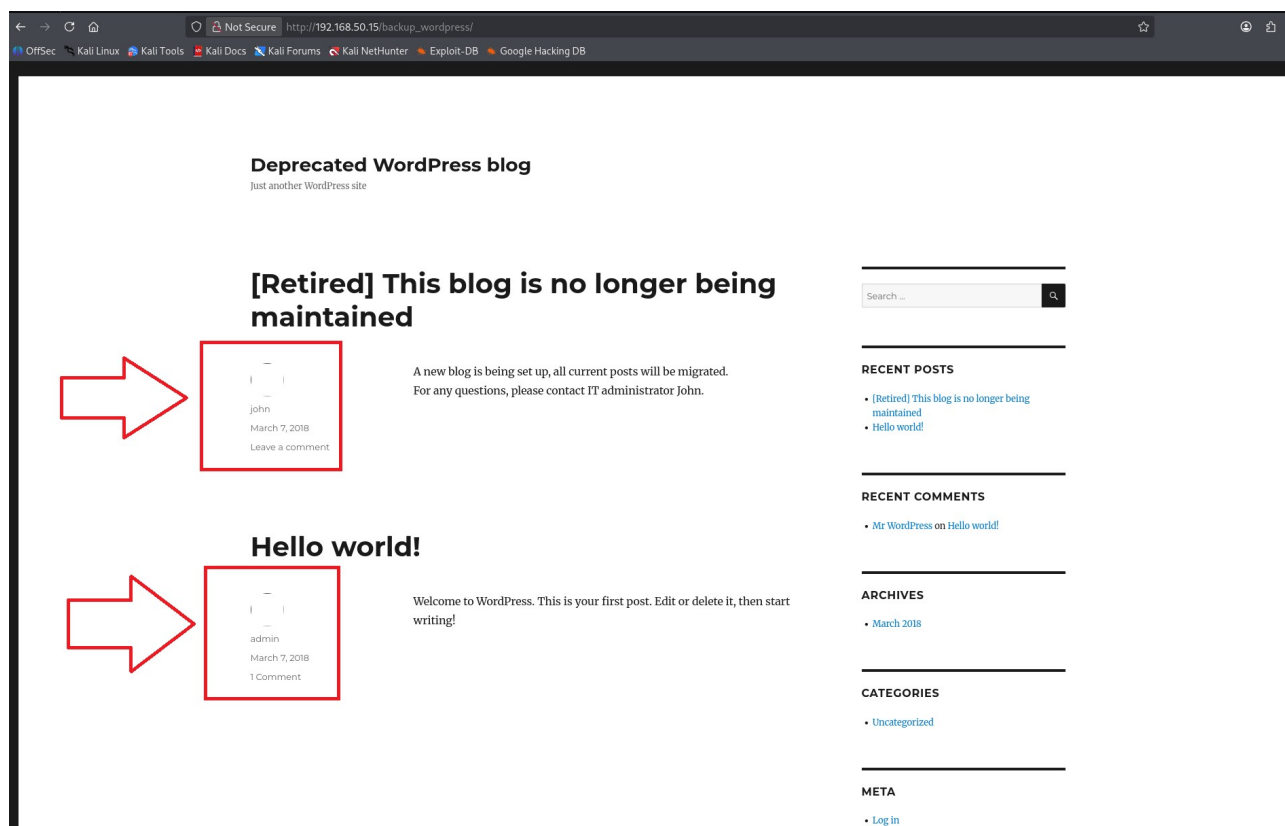 Not Secure http://192.168.50.15/backup_wordpress/
OffSec Kali Linux Kali Tools Kali Docs Kali Forums Kali NetHunter Exploit-DB Google Hacking DB
Deprecated WordPress blog
Just another WordPress site
[Retired] This blog is no longer being
maintained
john
March 7, 2018
Leave a comment
A new blog is being set up, all current posts will be migrated.
For any questions, please contact IT administrator John.
Hello world!
admin
March 7, 2018
1 Comment
Welcome to WordPress. This is your first post. Edit or delete it, then start
writing!
Search ...
RECENT POSTS
[Retired] This blog is no longer being
maintained
Hello world!
RECENT COMMENTS
Mr WordPress on Hello world!
ARCHIVES
March 2018
CATEGORIES
Uncategorized
META
Log in